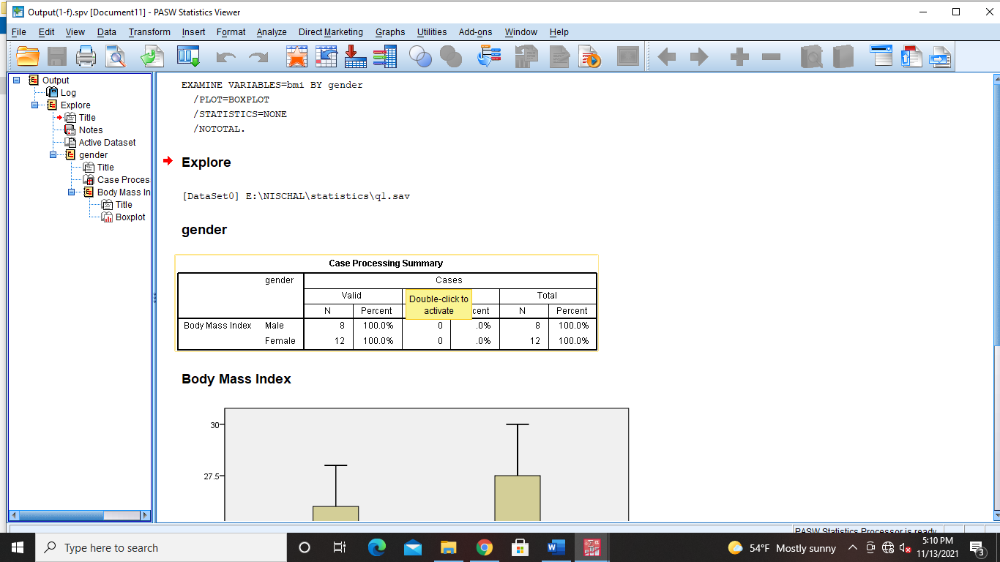 Output(1-f).spv [Document11] - PASW Statistics Viewer
File Edit View Data Transform Insert Format Analyze Direct Marketing Graphs Utilities Add-ons Window Help
Output
Log
Explore
Title
Notes
Active Dataset
gender
Title
Case Proces
Body Mass In
Title
Boxplot
EXAMINE VARIABLES=bmi BY gender
/PLOT=BOXPLOT
/STATISTICS=NONE
/NOTOTAL.
Explore
[DataSet0] E:\NISCHAL\statistics\q1.sav
gender
Case Processing Summary
gender Cases
Valid Total
Double-click to activate
N Percent cent N Percent
Body Mass Index Male 8 100.0% 0 .0% 8 100.0%
Female 12 100.0% 0 .0% 12 100.0%
Body Mass Index
30
27.5
PASW Statistics Processor is ready
Type here to search
54°F Mostly sunny
5:10 PM
11/13/2021
3